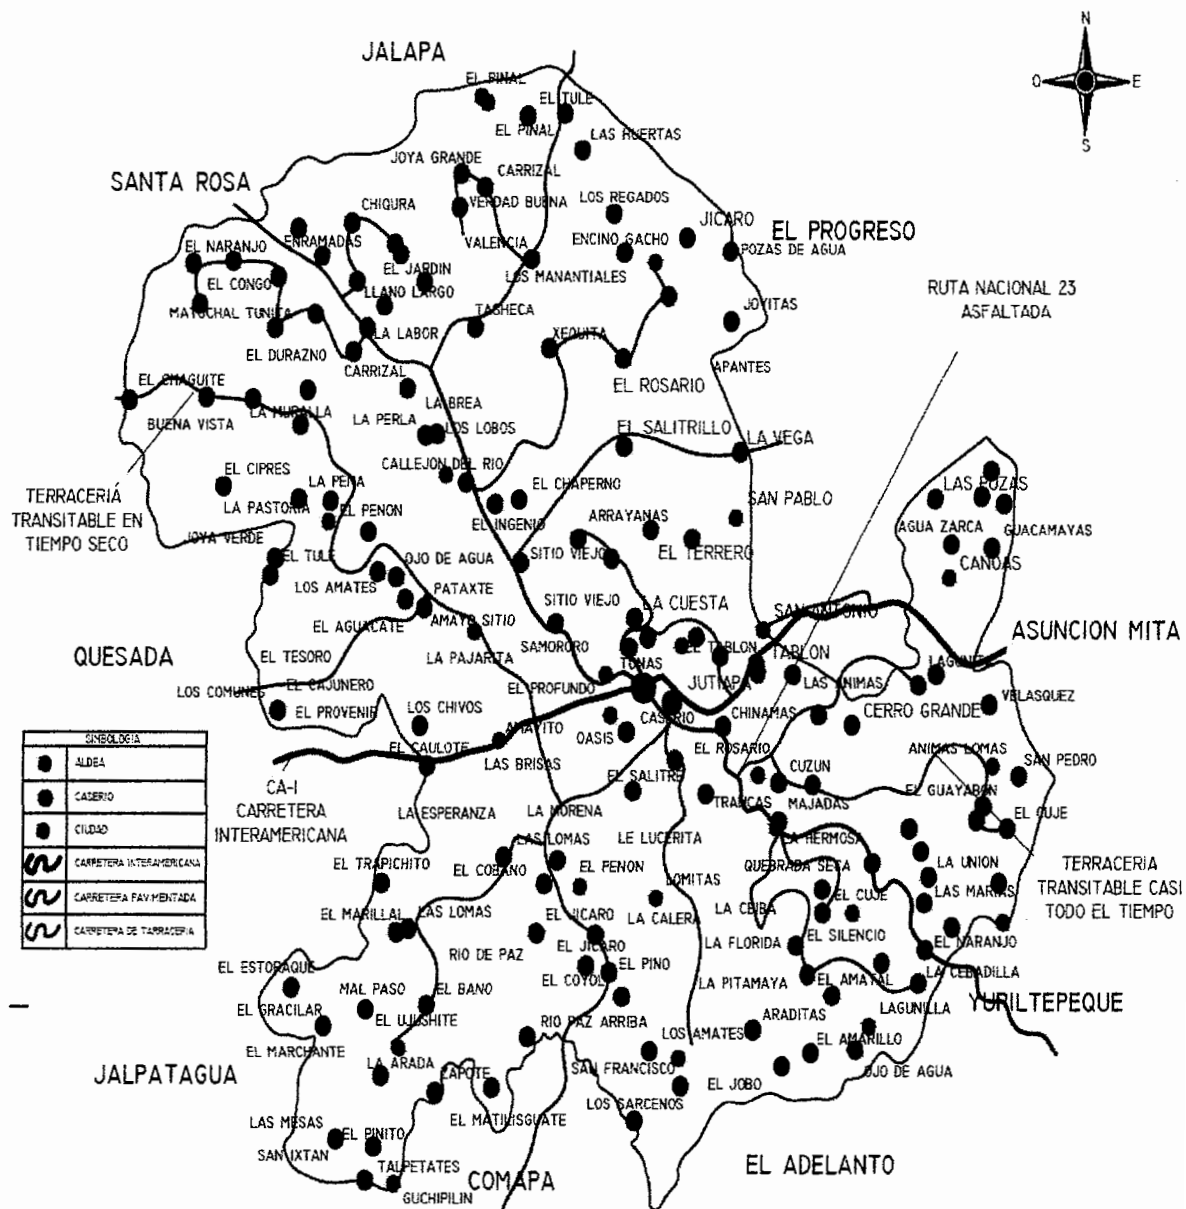 N
JALAPA
EL PINAL
O
E
EL TULE
EL PINAL
LAS HUERTAS
S
JOYA GRANDE
CARRIZAL
SANTA ROSA
CHIQURA
VERDAD BUENA
LOS REGADOS
JICARO
EL PROGRESO
EL NARANJO
ENRAMADAS
VALENCIA
ENCINO GACHO
POZAS DE AGUA
EL JARDIN
LOS MANANTIALES
EL CONGO
LLANO LARGO
RUTA NACIONAL 23
ASFALTADA
MATOCHAL
TUNITA
TASHECA
JOYITAS
LA LABOR
XEQUITA
EL DURAZNO
CARRIZAL
APANTES
EL CHAGUITE
EL ROSARIO
LA BREA
BUENA VISTA
LA MURALLA
LA PERLA
LOS LOBOS
EL SALITRILLO
LA VEGA
CALLEJON DEL RIO
EL CIPRES
LA PENA
EL CHAPERNO
LAS POZAS
TERRACERIÁ
TRANSITABLE EN
TIEMPO SECO
LA PASTORIA
EL PENON
EL INGENIO
ARRAYANAS
SAN PABLO
AGUA ZARCA
GUACAMAYAS
JOYA VERDE
EL TULE
OJO DE AGUA
SITIO VIEJO
EL TERRERO
CANOAS
LOS AMATES
PATAXTE
SITIO VIEJO
LA CUESTA
SAN ANTONIO
EL AGUACATE
AMAYO SITIO
ASUNCION MITA
QUESADA
EL TESORO
LA PAJARITA
SAMORORO
TUNAS
EL TABLON
TABLON
LOS COMUNES
EL CAJUNERO
EL PROFUNDO
JUTIAPA
LAS ANIMAS
VELASQUEZ
EL PROVENIR
LOS CHIVOS
AMAYITO
CASERIO
CHINAMAS
CERRO GRANDE
SIMBOLOGIA
OASIS
EL CAULOTE
EL ROSARIO
ANIMAS LOMAS
ALDEA
LAS BRISAS
EL SALITRE
CUZUN
SAN PEDRO
CASERIO
CA-I
CARRETERA
INTERAMERICANA
LA ESPERANZA
LA MORENA
TRANCAS
MAJADAS
EL GUAYABON
EL CUJE
CIUDAD
LAS LOMAS
LE LUCERITA
LA HERMOSA
CARRETERA INTERAMERICANA
EL TRAPICHITO
EL COBANO
EL PENON
QUEBRADA SECA
LA UNION
TERRACERIA
TRANSITABLE CASI
TODO EL TIEMPO
CARRETERA PAVIMENTADA
LOMITAS
EL CUJE
LAS MARIAS
CARRETERA DE TARRACERIA
EL MARILLAL
LAS LOMAS
EL JICARO
LA CALERA
LA CEIBA
EL SILENCIO
RIO DE PAZ
EL JICARO
LA FLORIDA
EL NARANJO
EL ESTORAQUE
EL COYOL
EL PINO
LA PITAMAYA
EL AMATAL
LA CEBADILLA
MAL PASO
EL BANO
YURILTEPEQUE
EL GRACILAR
EL UJUSHITE
RIO PAZ ARRIBA
LOS AMATES
ARADITAS
LAGUNILLA
EL MARCHANTE
EL AMARILLO
LA ARADA
SAN FRANCISCO
OJO DE AGUA
JALPATAGUA
ZAPOTE
EL JOBO
EL MATILISGUATE
LOS SARCENOS
LAS MESAS
EL PINITO
SAN IXTAN
TALPETATES
COMAPA
EL ADELANTO
GUCHIPILIN